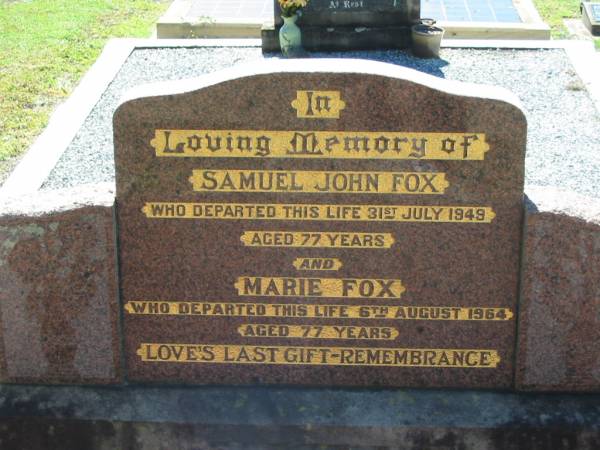 At Rest
In
Loving Memory of
SAMUEL JOHN FOX
WHO DEPARTED THIS LIFE 31ST JULY 1949
AGED 77 YEARS
AND
MARIE FOX
WHO DEPARTED THIS LIFE 6TH AUGUST 1964
AGED 77 YEARS
LOVE'S LAST GIFT-REMEMBRANCE